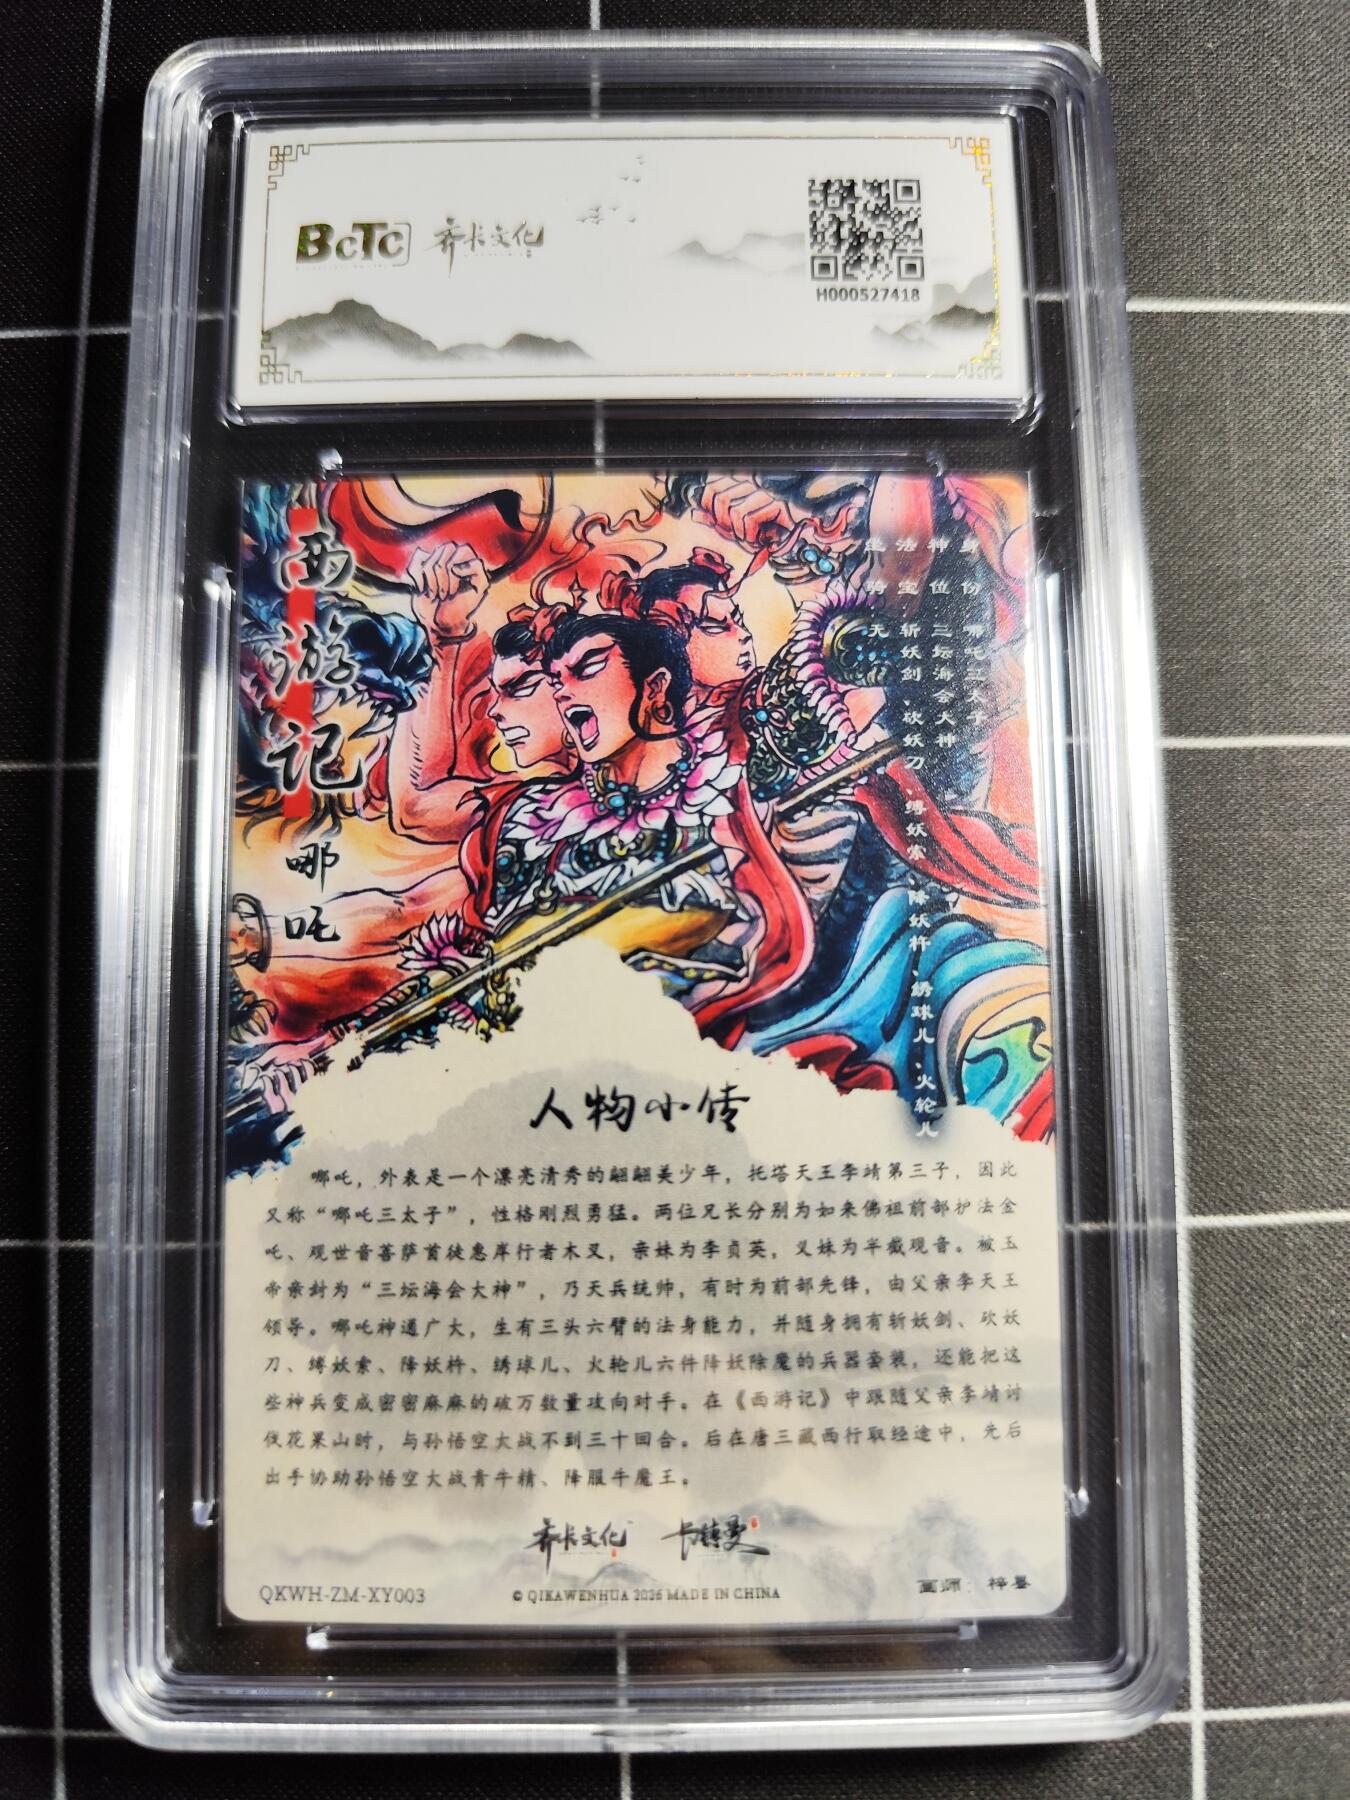 BCTC 齐卡文化
H000527418
西游记
哪吒
身份 哪吒三太子
神位 三坛海会大神
法宝 斩妖剑、砍妖刀、缚妖索、降妖杵、绣球儿、火轮儿
坐骑 无
人物小传
哪吒，外表是一个漂亮清秀的翩翩美少年，托塔天王李靖第三子，因此
又称“哪吒三太子”，性格刚烈勇猛。两位兄长分别为如来佛祖前部护法金
吒、观世音菩萨首徒惠岸行者木叉，亲妹为李贞英，义妹为半截观音。被玉
帝亲封为“三坛海会大神”，乃天兵统帅，有时为前部先锋，由父亲李天王
领导。哪吒神通广大，生有三头六臂的法身能力，并随身拥有斩妖剑、砍妖
刀、缚妖索、降妖杵、绣球儿、火轮儿六件降妖除魔的兵器套装，还能把这
些神兵变成密密麻麻的破万数量攻向对手。在《西游记》中跟随父亲李靖讨
伐花果山时，与孙悟空大战不到三十回合。后在唐三藏西行取经途中，先后
出手协助孙悟空大战青牛精、降服牛魔王。
齐卡文化 卡德曼
QKWH-ZM-XY003 © QIKAWENHUA 2026 MADE IN CHINA 画师：梓墨